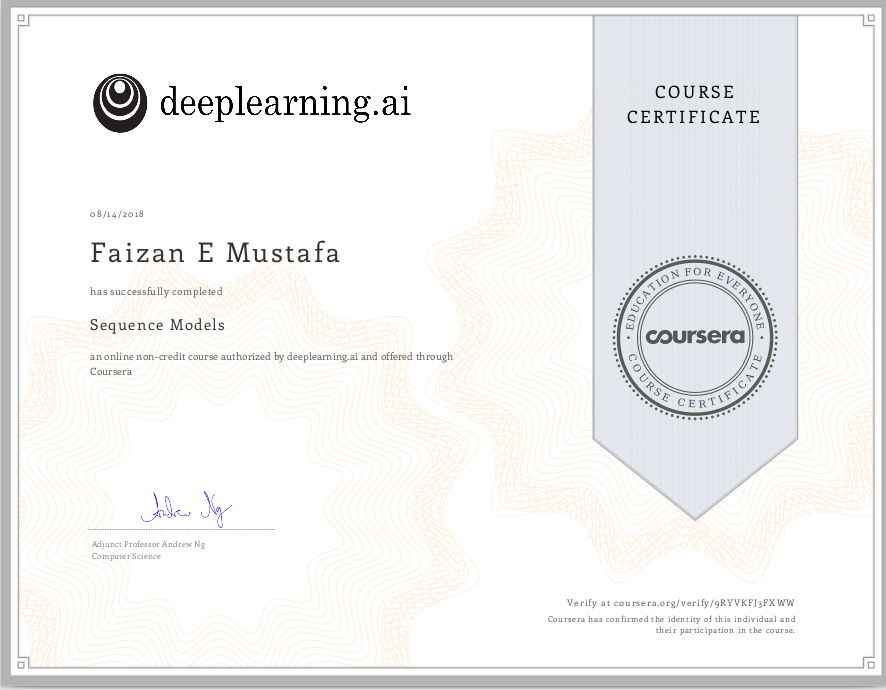 deeplearning.ai
COURSE
CERTIFICATE
08/14/2018
Faizan E Mustafa
has successfully completed
Sequence Models
an online non-credit course authorized by deeplearning.ai and offered through
Coursera
EDUCATION FOR EVERYONE
coursera
COURSE CERTIFICATE
Andrew Ng
Adjunct Professor Andrew Ng
Computer Science
Verify at coursera.org/verify/9RYVKFJ3FXWW
Coursera has confirmed the identity of this individual and
their participation in the course.